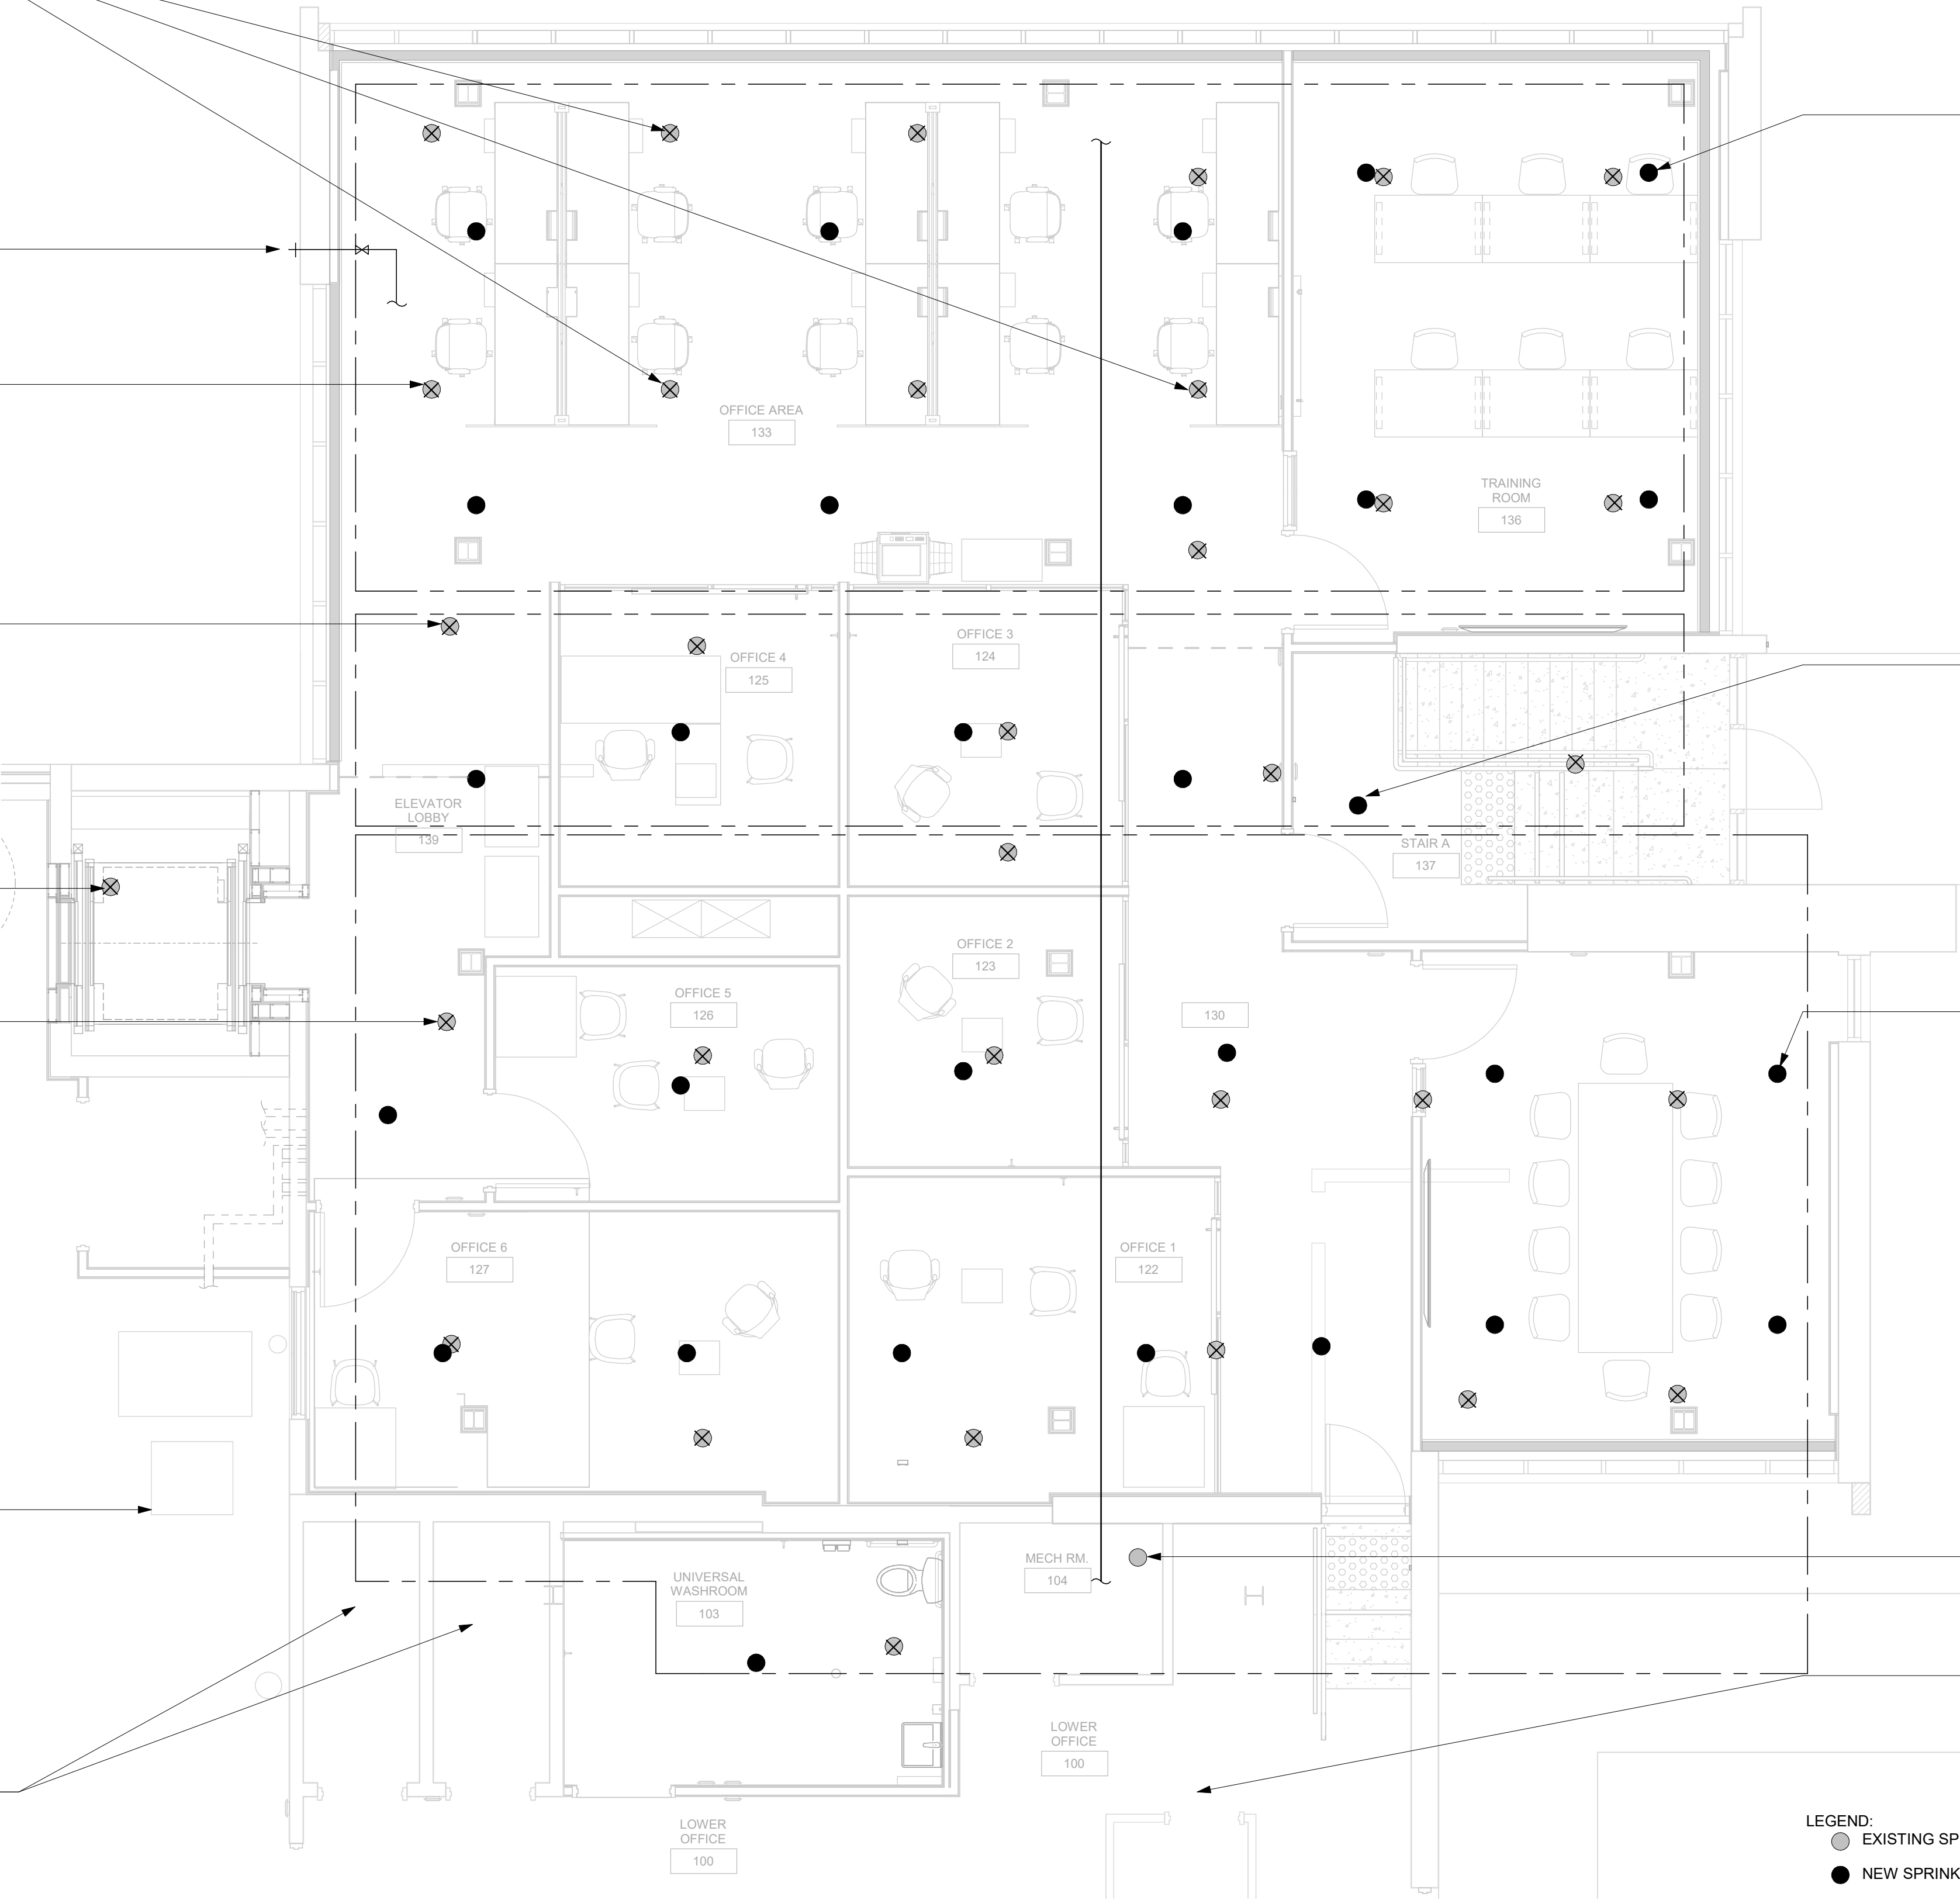 OFFICE AREA
133
TRAINING
ROOM
136
OFFICE 4
125
OFFICE 3
124
ELEVATOR
LOBBY
139
STAIR A
137
OFFICE 5
126
OFFICE 2
123
130
OFFICE 6
127
OFFICE 1
122
UNIVERSAL
WASHROOM
103
MECH RM.
104
LOWER
OFFICE
100
LOWER
OFFICE
100
LEGEND:
EXISTING SP
NEW SPRINK